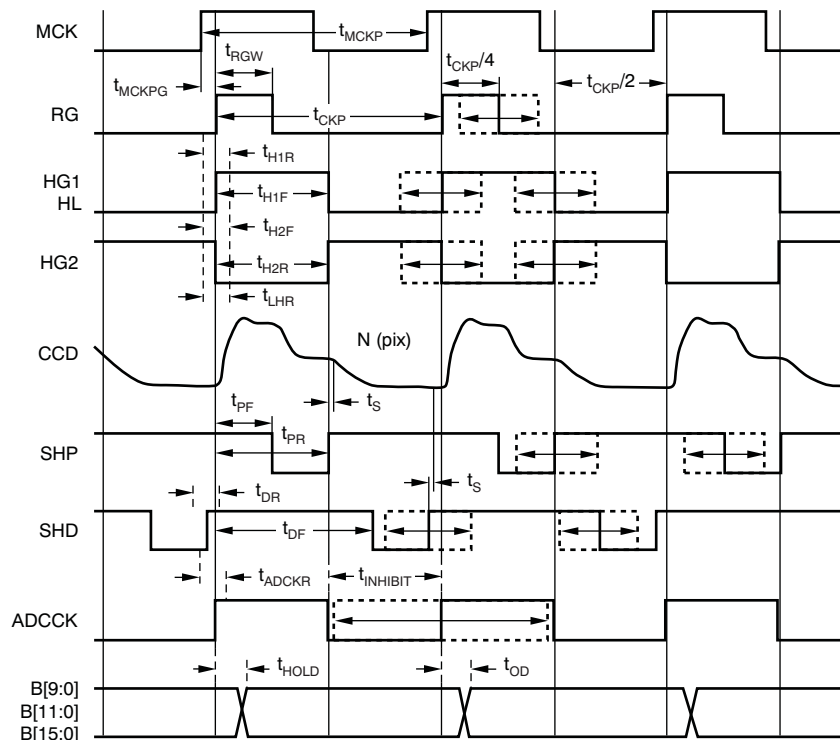 MCK
tMCKP
tRGW
tCKP/4
tCKP/2
tMCKPG
RG
tCKP
tH1R
HG1
HL
tH1F
tH2F
HG2
tH2R
tLHR
N (pix)
CCD
tPF
tS
tPR
SHP
tS
tDR
SHD
tDF
tADCKR
tINHIBIT
ADCCK
tHOLD
tOD
B[9:0]
B[11:0]
B[15:0]